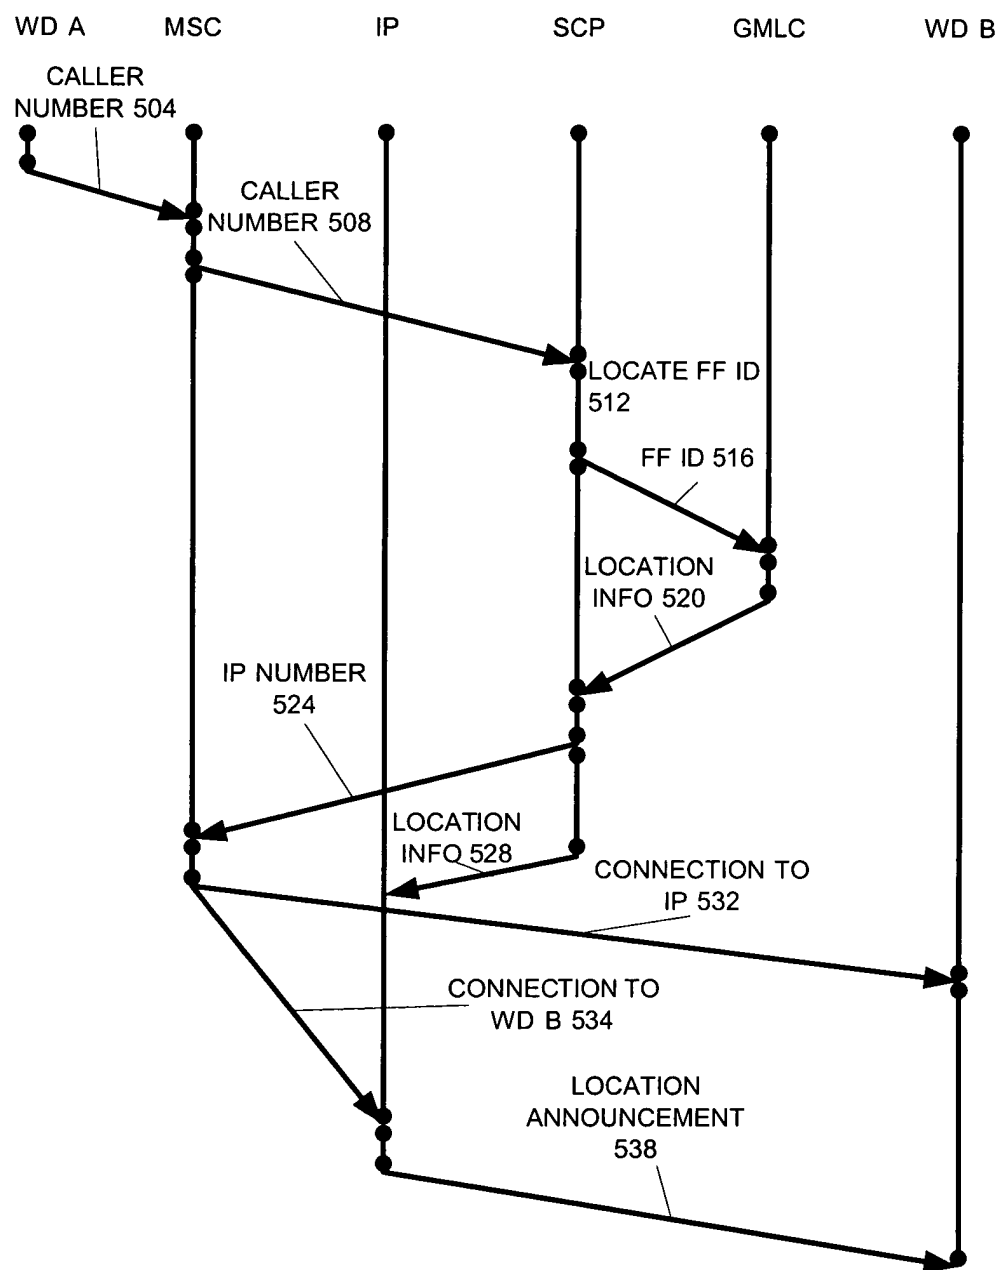 WD A MSC IP SCP GMLC WD B
CALLER
NUMBER 504
CALLER
NUMBER 508
LOCATE FF ID
512
FF ID 516
LOCATION
INFO 520
IP NUMBER
524
LOCATION
INFO 528
CONNECTION TO
IP 532
CONNECTION TO
WD B 534
LOCATION
ANNOUNCEMENT
538